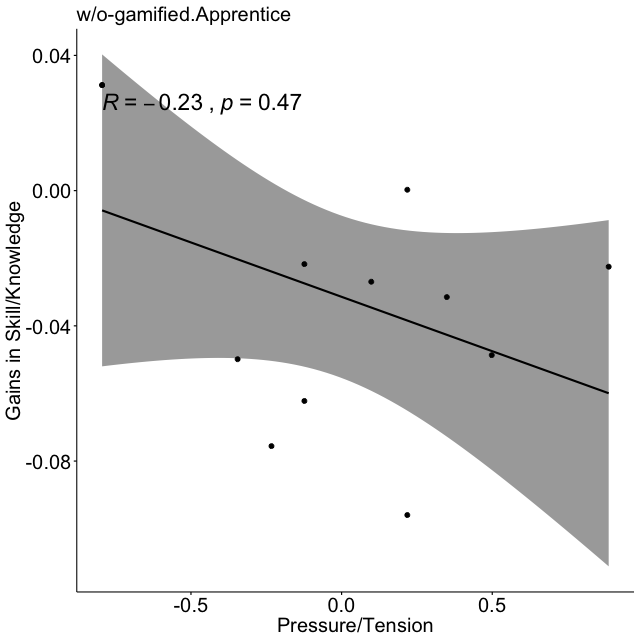 w/o-gamified.Apprentice
0.04
R = −0.23 , p = 0.47
0.00
Gains in Skill/Knowledge
-0.04
-0.08
-0.5 0.0 0.5
Pressure/Tension